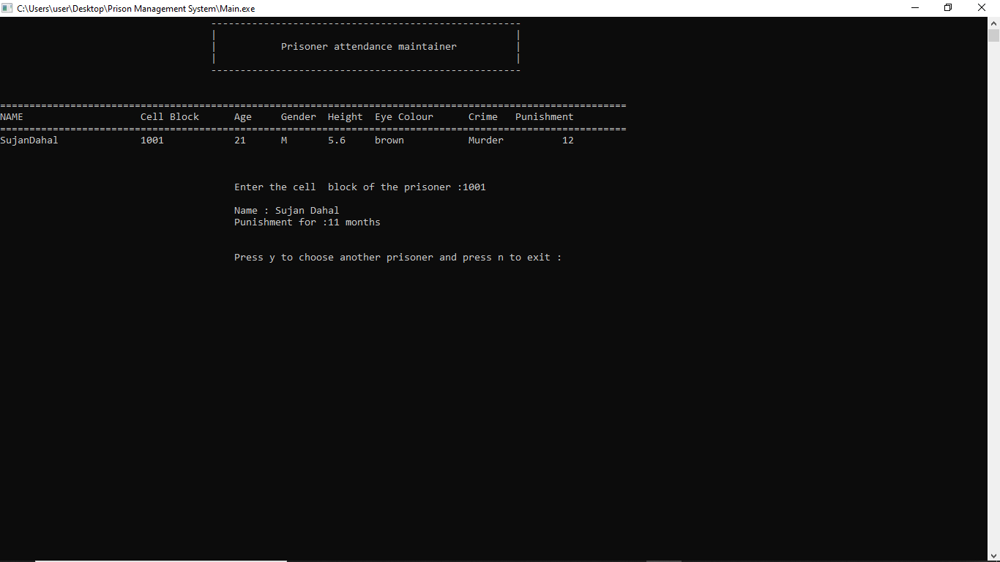 C:\Users\user\Desktop\Prison Management System\Main.exe
-----------------------------------------------------
| |
| Prisoner attendance maintainer |
| |
-----------------------------------------------------
===========================================================================================================
NAME Cell Block Age Gender Height Eye Colour Crime Punishment
===========================================================================================================
SujanDahal 1001 21 M 5.6 brown Murder 12
Enter the cell  block of the prisoner :1001
Name : Sujan Dahal
Punishment for :11 months
Press y to choose another prisoner and press n to exit :